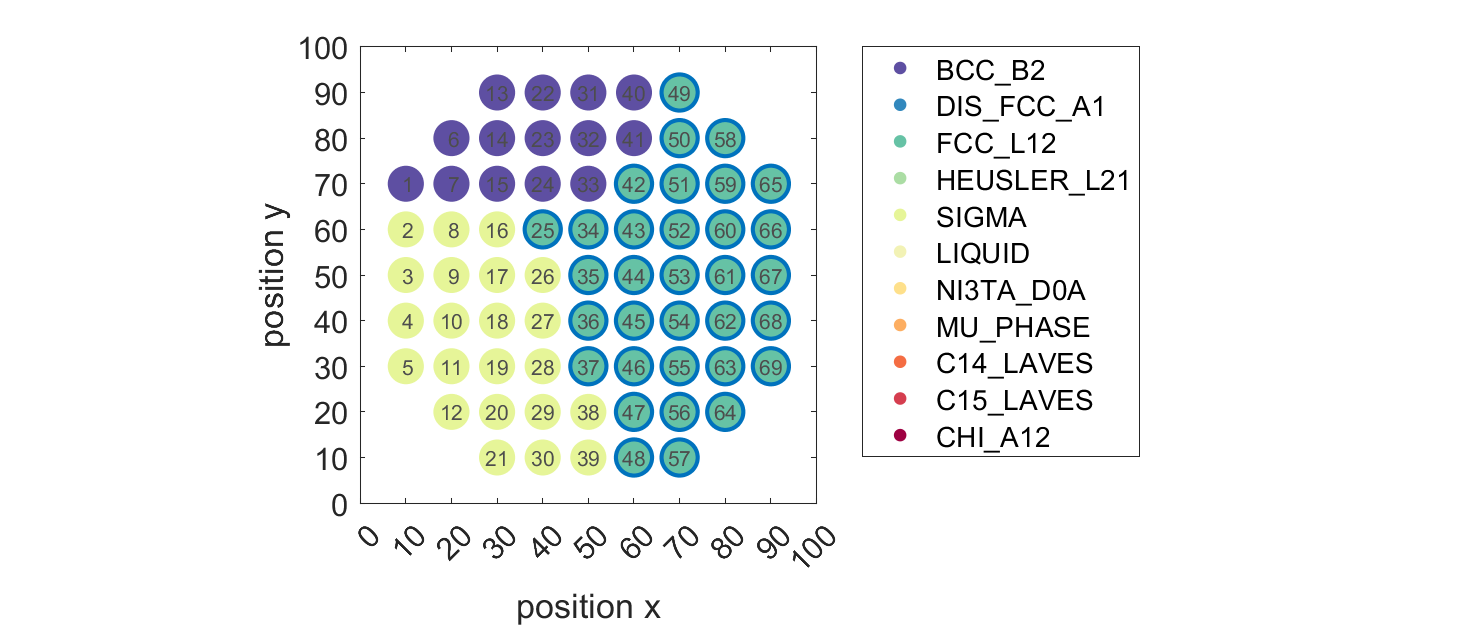 100
90
80
70
60
50
40
30
20
10
0
position y
13 22 31 40 49
6 14 23 32 41 50 58
1 7 15 24 33 42 51 59 65
2 8 16 25 34 43 52 60 66
3 9 17 26 35 44 53 61 67
4 10 18 27 36 45 54 62 68
5 11 19 28 37 46 55 63 69
12 20 29 38 47 56 64
21 30 39 48 57
0 10 20 30 40 50 60 70 80 90 100
position x
BCC_B2
DIS_FCC_A1
FCC_L12
HEUSLER_L21
SIGMA
LIQUID
NI3TA_D0A
MU_PHASE
C14_LAVES
C15_LAVES
CHI_A12